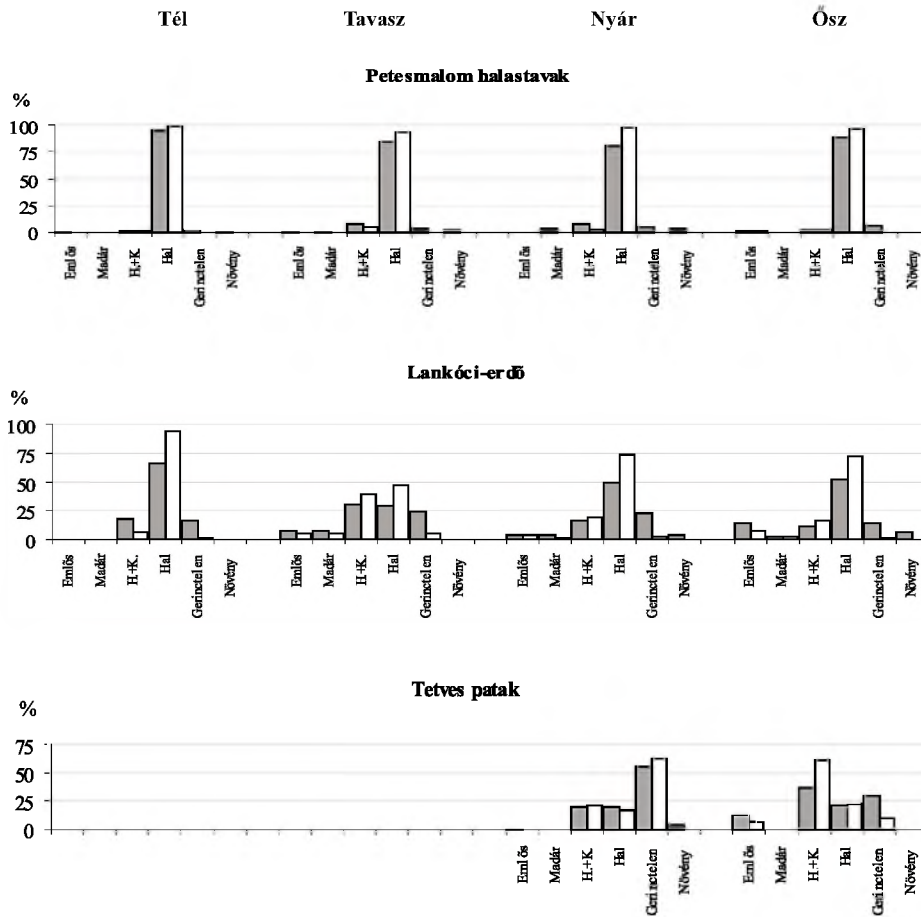 Tél Tavasz Nyár Ősz
Petesmalom halastavak
%
100
75
50
25
0
Emlős Madár H.+K. Hal Gerinctelen Növény Emlős Madár H.+K. Hal Gerinctelen Növény Emlős Madár H.+K. Hal Gerinctelen Növény Emlős Madár H.+K. Hal Gerinctelen Növény
Lankóci-erdő
%
100
75
50
25
0
Emlős Madár H.+K. Hal Gerinctelen Növény Emlős Madár H.+K. Hal Gerinctelen Növény Emlős Madár H.+K. Hal Gerinctelen Növény Emlős Madár H.+K. Hal Gerinctelen Növény
Tetves patak
%
75
50
25
0
Emlős Madár H.+K. Hal Gerinctelen Növény Emlős Madár H.+K. Hal Gerinctelen Növény